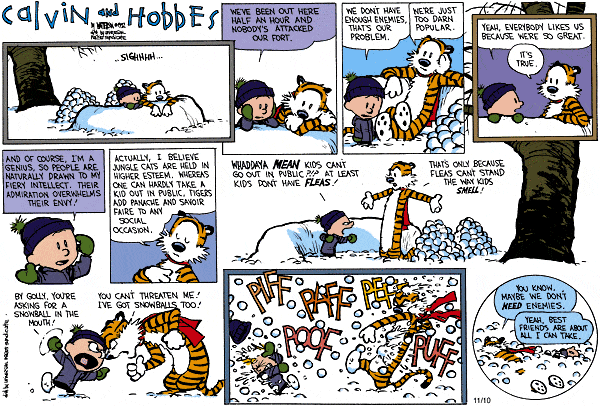 Calvin and Hobbes
BY WATTERSON
...SIGHHHH...
WE'VE BEEN OUT HERE
HALF AN HOUR AND
NOBODY'S ATTACKED
OUR FORT.
WE DON'T HAVE
ENOUGH ENEMIES,
THAT'S OUR
PROBLEM.
WE'RE JUST
TOO DARN
POPULAR.
YEAH, EVERYBODY LIKES US
BECAUSE WE'RE SO GREAT.
IT'S
TRUE.
AND OF COURSE, I'M A
GENIUS, SO PEOPLE ARE
NATURALLY DRAWN TO MY
FIERY INTELLECT. THEIR
ADMIRATION OVERWHELMS
THEIR ENVY!
ACTUALLY, I BELIEVE
JUNGLE CATS ARE HELD IN
HIGHER ESTEEM. WHEREAS
ONE CAN HARDLY TAKE A
KID OUT IN PUBLIC, TIGERS
ADD PANACHE AND SAVOIR
FAIRE TO ANY
SOCIAL
OCCASION.
WHADDAYA MEAN KIDS CAN'T
GO OUT IN PUBLIC?!? AT LEAST
KIDS DON'T HAVE FLEAS!
THAT'S ONLY BECAUSE
FLEAS CAN'T STAND
THE WAY KIDS
SMELL!
BY GOLLY, YOU'RE
ASKING FOR A
SNOWBALL IN THE
MOUTH!
YOU CAN'T THREATEN ME!
I'VE GOT SNOWBALLS TOO!
PIFF
PAFF
PEFF
POOF
PUFF
11/10
YOU KNOW,
MAYBE WE DON'T
NEED ENEMIES.
YEAH, BEST
FRIENDS ARE ABOUT
ALL I CAN TAKE.